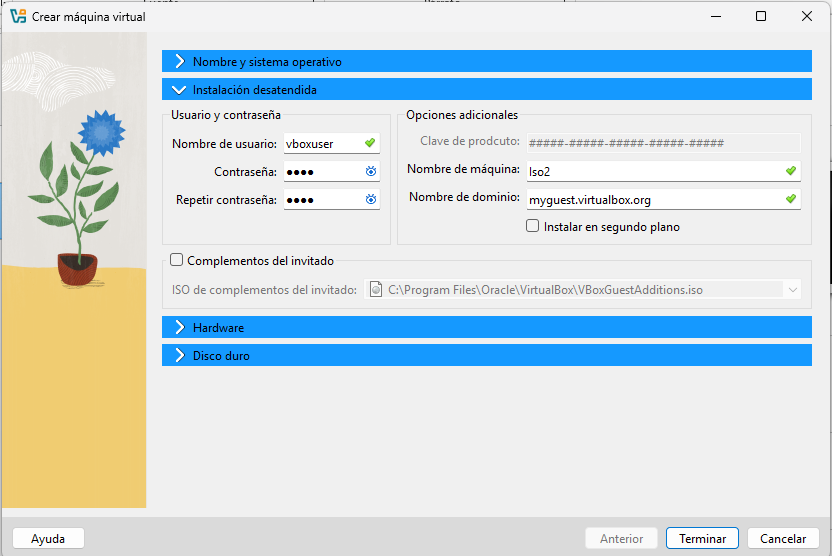 Crear máquina virtual
Nombre y sistema operativo
Instalación desatendida
Usuario y contraseña
Nombre de usuario: vboxuser
Contraseña: ●●●●
Repetir contraseña: ●●●●
Opciones adicionales
Clave de prodcuto: #####-#####-#####-#####-#####
Nombre de máquina: Iso2
Nombre de dominio: myguest.virtualbox.org
Instalar en segundo plano
Complementos del invitado
ISO de complementos del invitado: C:\Program Files\Oracle\VirtualBox\VBoxGuestAdditions.iso
Hardware
Disco duro
Ayuda
Anterior
Terminar
Cancelar